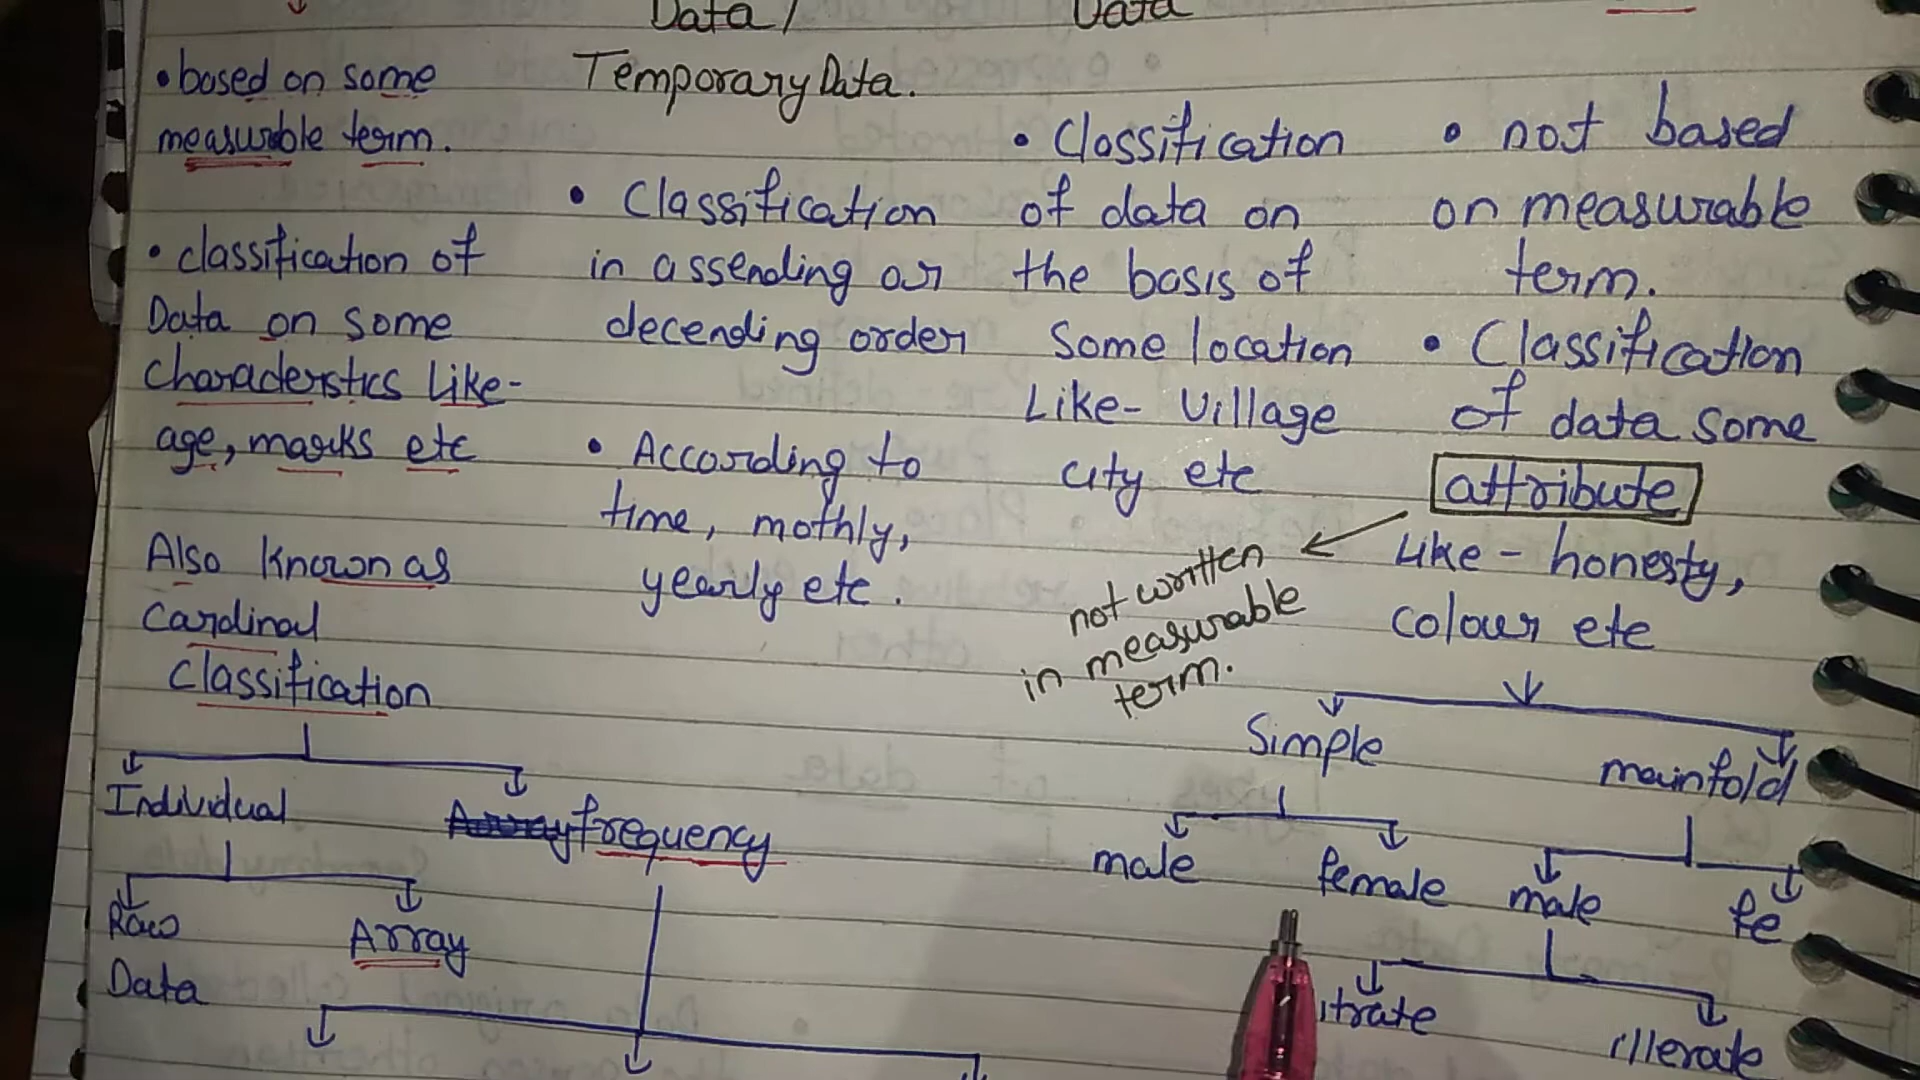 Data /
Data
• based on some
measurable term.
• classification of
Data on some
characterstics like-
age, marks etc
Also known as
Cardinal
Classification
Individual
frequency
Raw
Data
Array
Temporary Data.
• Classification
in assending or
decending order
• According to
time, mothly,
yearly etc.
• Classification
of data on
the basis of
Some location
Like- Village
city etc
• not based
on measurable
term.
• Classification
of data some
attribute
like - honesty,
colour etc
not written
in measurable
term.
Simple
mainfold
male
female
male
fe
itrate
illerate